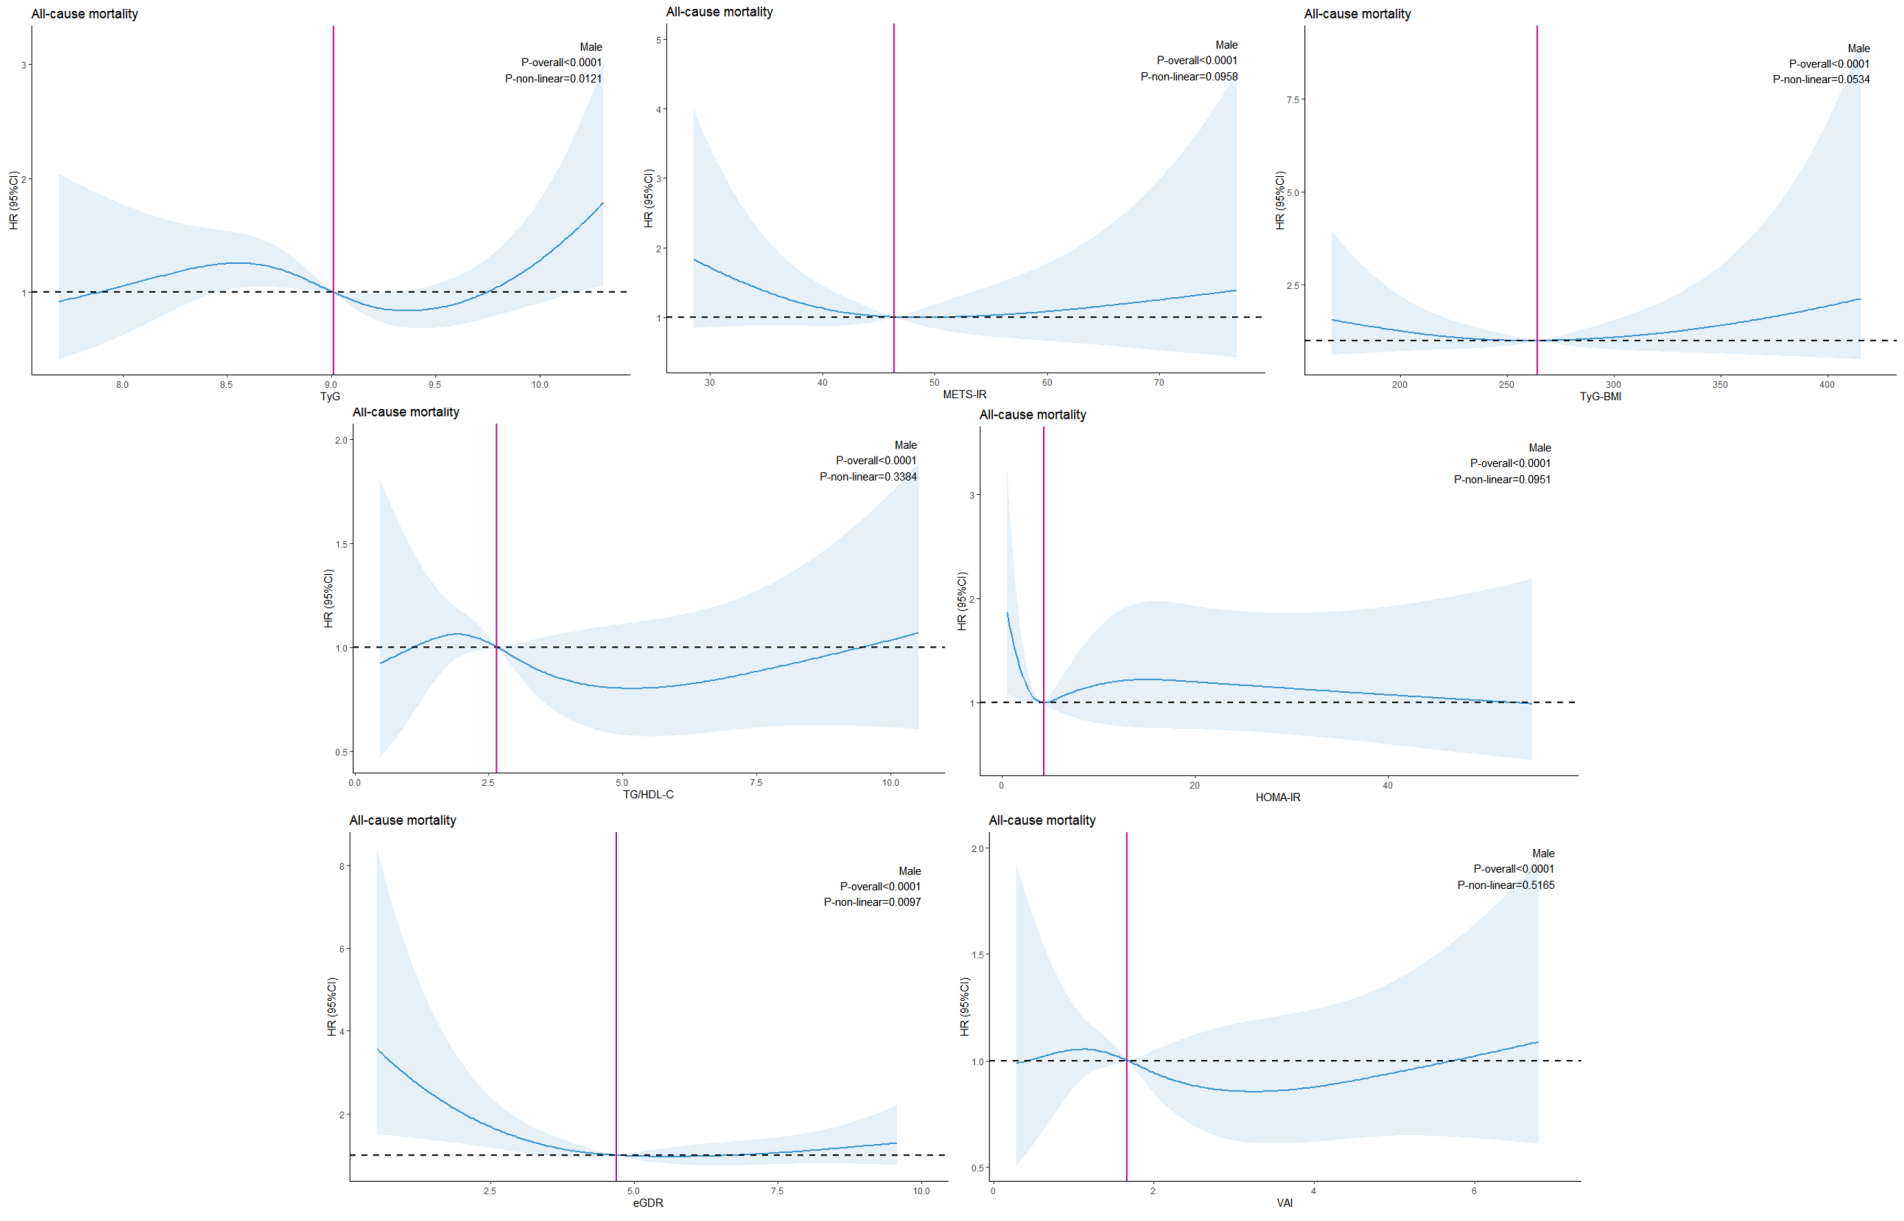 All-cause mortality
Male
P-overall<0.0001
P-non-linear=0.0121
HR (95%CI)
3
2
1
8.0 8.5 9.0 9.5 10.0
TyG
All-cause mortality
Male
P-overall<0.0001
P-non-linear=0.0958
HR (95%CI)
5
4
3
2
1
30 40 50 60 70
METS-IR
All-cause mortality
Male
P-overall<0.0001
P-non-linear=0.0534
HR (95%CI)
7.5
5.0
2.5
200 250 300 350 400
TyG-BMI
All-cause mortality
Male
P-overall<0.0001
P-non-linear=0.3384
HR (95%CI)
2.0
1.5
1.0
0.5
0.0 2.5 5.0 7.5 10.0
TG/HDL-C
All-cause mortality
Male
P-overall<0.0001
P-non-linear=0.0951
HR (95%CI)
3
2
1
0 20 40
HOMA-IR
All-cause mortality
Male
P-overall<0.0001
P-non-linear=0.0097
HR (95%CI)
8
6
4
2
2.5 5.0 7.5 10.0
eGDR
All-cause mortality
Male
P-overall<0.0001
P-non-linear=0.5165
HR (95%CI)
2.0
1.5
1.0
0.5
0 2 4 6
VAI